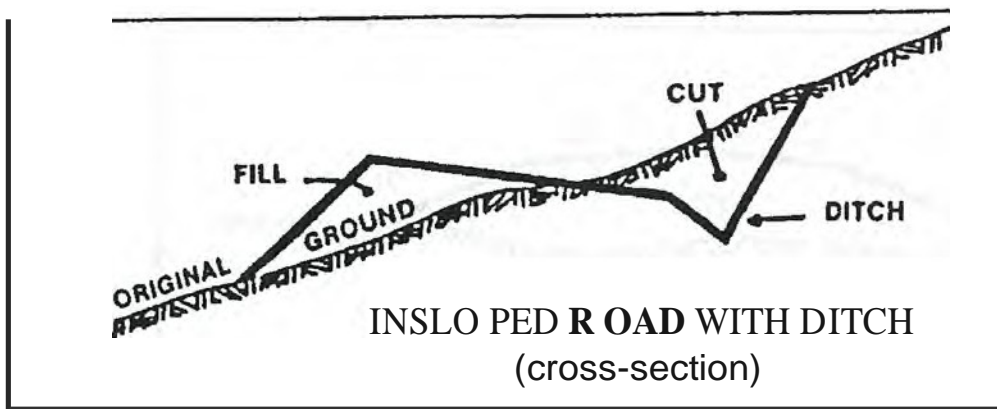 CUT
FILL
DITCH
ORIGINAL GROUND
INSLO PED R OAD WITH DITCH
(cross-section)